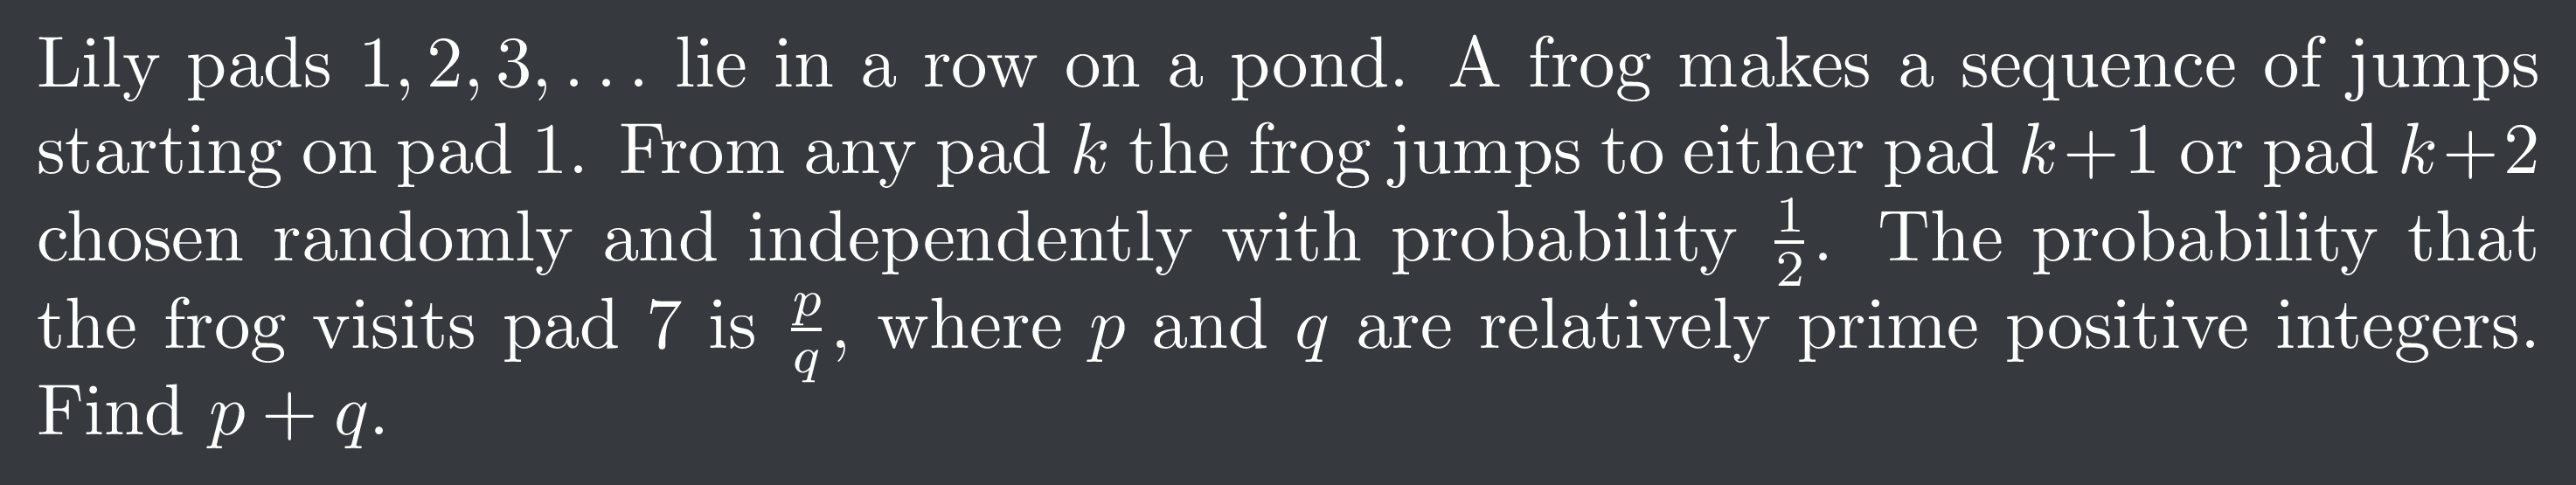 Lily pads 1, 2, 3, . . . lie in a row on a pond. A frog makes a sequence of jumps
starting on pad 1. From any pad k the frog jumps to either pad k+1 or pad k+2
chosen randomly and independently with probability 1/2. The probability that
the frog visits pad 7 is p/q, where p and q are relatively prime positive integers.
Find p + q.